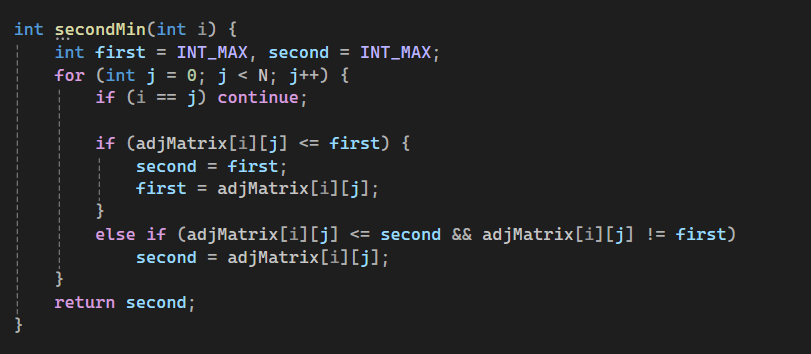 int secondMin(int i) {
    int first = INT_MAX, second = INT_MAX;
    for (int j = 0; j < N; j++) {
        if (i == j) continue;

        if (adjMatrix[i][j] <= first) {
            second = first;
            first = adjMatrix[i][j];
        }
        else if (adjMatrix[i][j] <= second && adjMatrix[i][j] != first)
            second = adjMatrix[i][j];
    }
    return second;
}